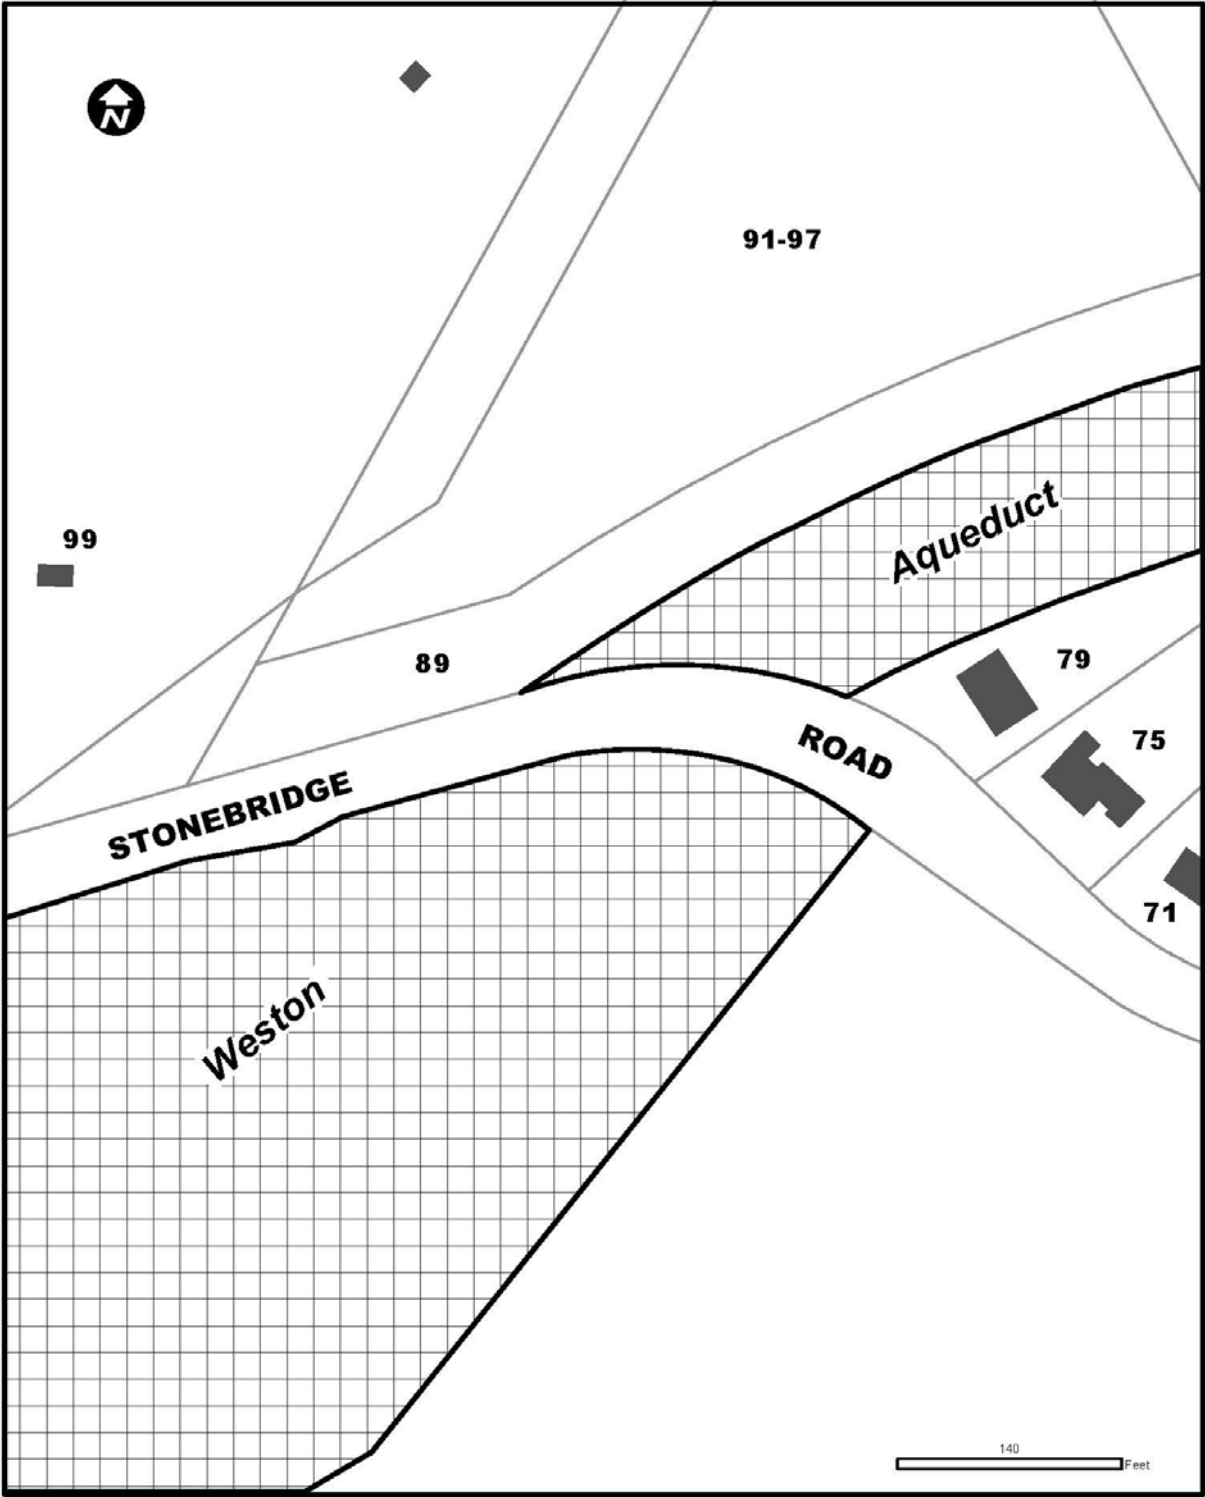 N
91-97
Aqueduct
99
89
79
ROAD
75
STONEBRIDGE
71
Weston
140
Feet